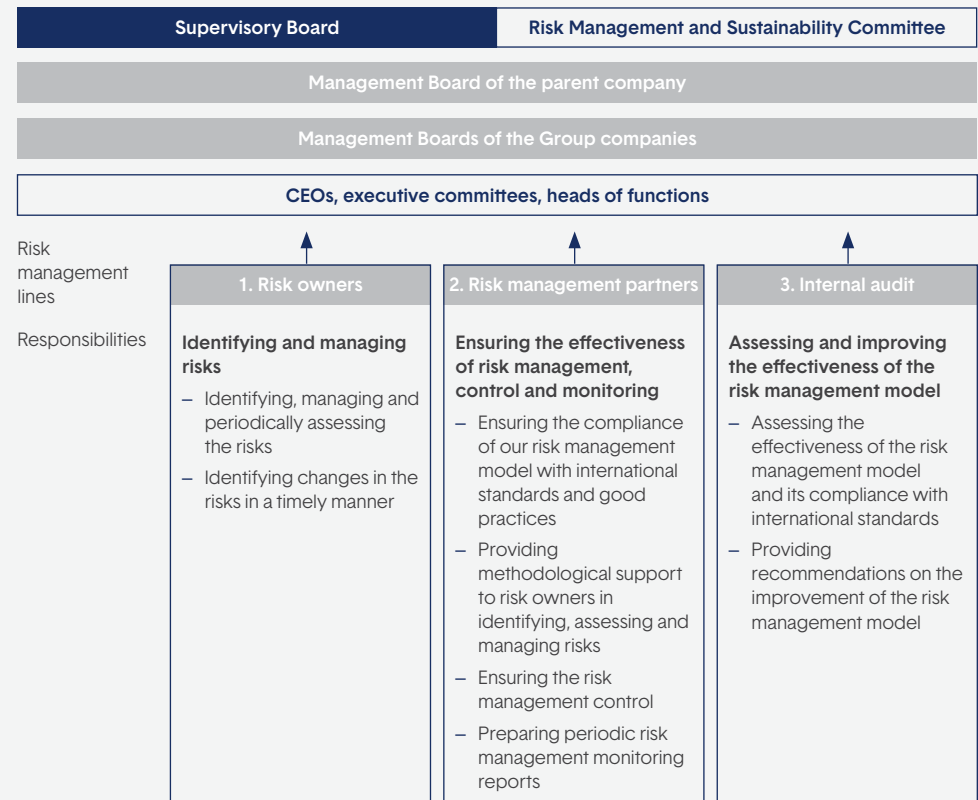 Supervisory Board
Risk Management and Sustainability Committee
Management Board of the parent company
Management Boards of the Group companies
CEOs, executive committees, heads of functions
Risk
management
lines
1. Risk owners
2. Risk management partners
3. Internal audit
Responsibilities
Identifying and managing
risks
– Identifying, managing and
periodically assessing
the risks
– Identifying changes in the
risks in a timely manner
Ensuring the effectiveness
of risk management,
control and monitoring
– Ensuring the compliance
of our risk management
model with international
standards and good
practices
– Providing
methodological support
to risk owners in
identifying, assessing and
managing risks
– Ensuring the risk
management control
– Preparing periodic risk
management monitoring
reports
Assessing and improving
the effectiveness of the
risk management model
– Assessing the
effectiveness of the risk
management model
and its compliance with
international standards
– Providing
recommendations on the
improvement of the risk
management model